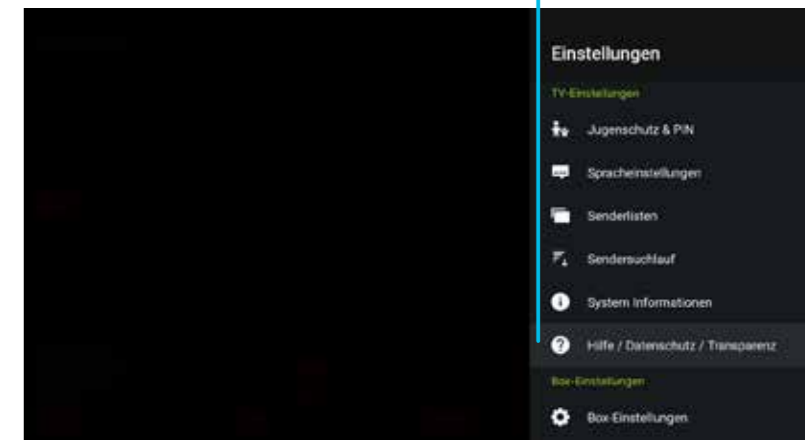 Einstellungen
TV-Einstellungen
Jugenschutz & PIN
Spracheinstellungen
Senderlisten
Sendersuchlauf
System Informationen
Hilfe / Datenschutz / Transparenz
Box-Einstellungen
Box-Einstellungen